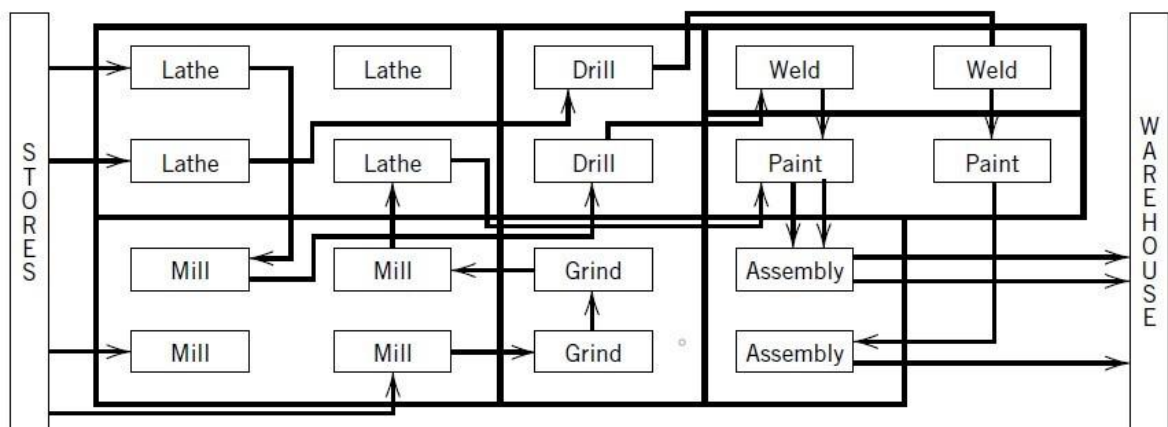 STORES
Lathe Lathe Drill Weld Weld
Lathe Lathe Drill Paint Paint
Mill Mill Grind Assembly
Mill Mill Grind Assembly
WAREHOUSE